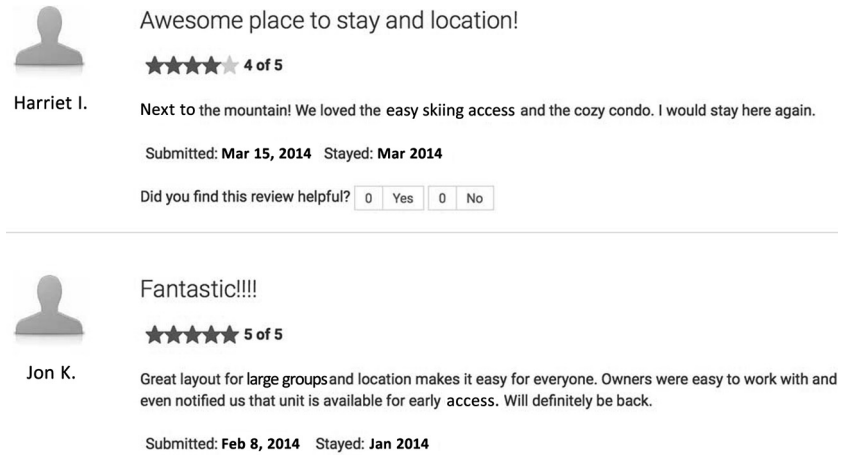 Awesome place to stay and location!
4 of 5
Harriet I.
Next to the mountain! We loved the easy skiing access and the cozy condo. I would stay here again.
Submitted: Mar 15, 2014 Stayed: Mar 2014
Did you find this review helpful? 0 Yes 0 No
Fantastic!!!!
5 of 5
Jon K.
Great layout for large groups and location makes it easy for everyone. Owners were easy to work with and
even notified us that unit is available for early access. Will definitely be back.
Submitted: Feb 8, 2014 Stayed: Jan 2014